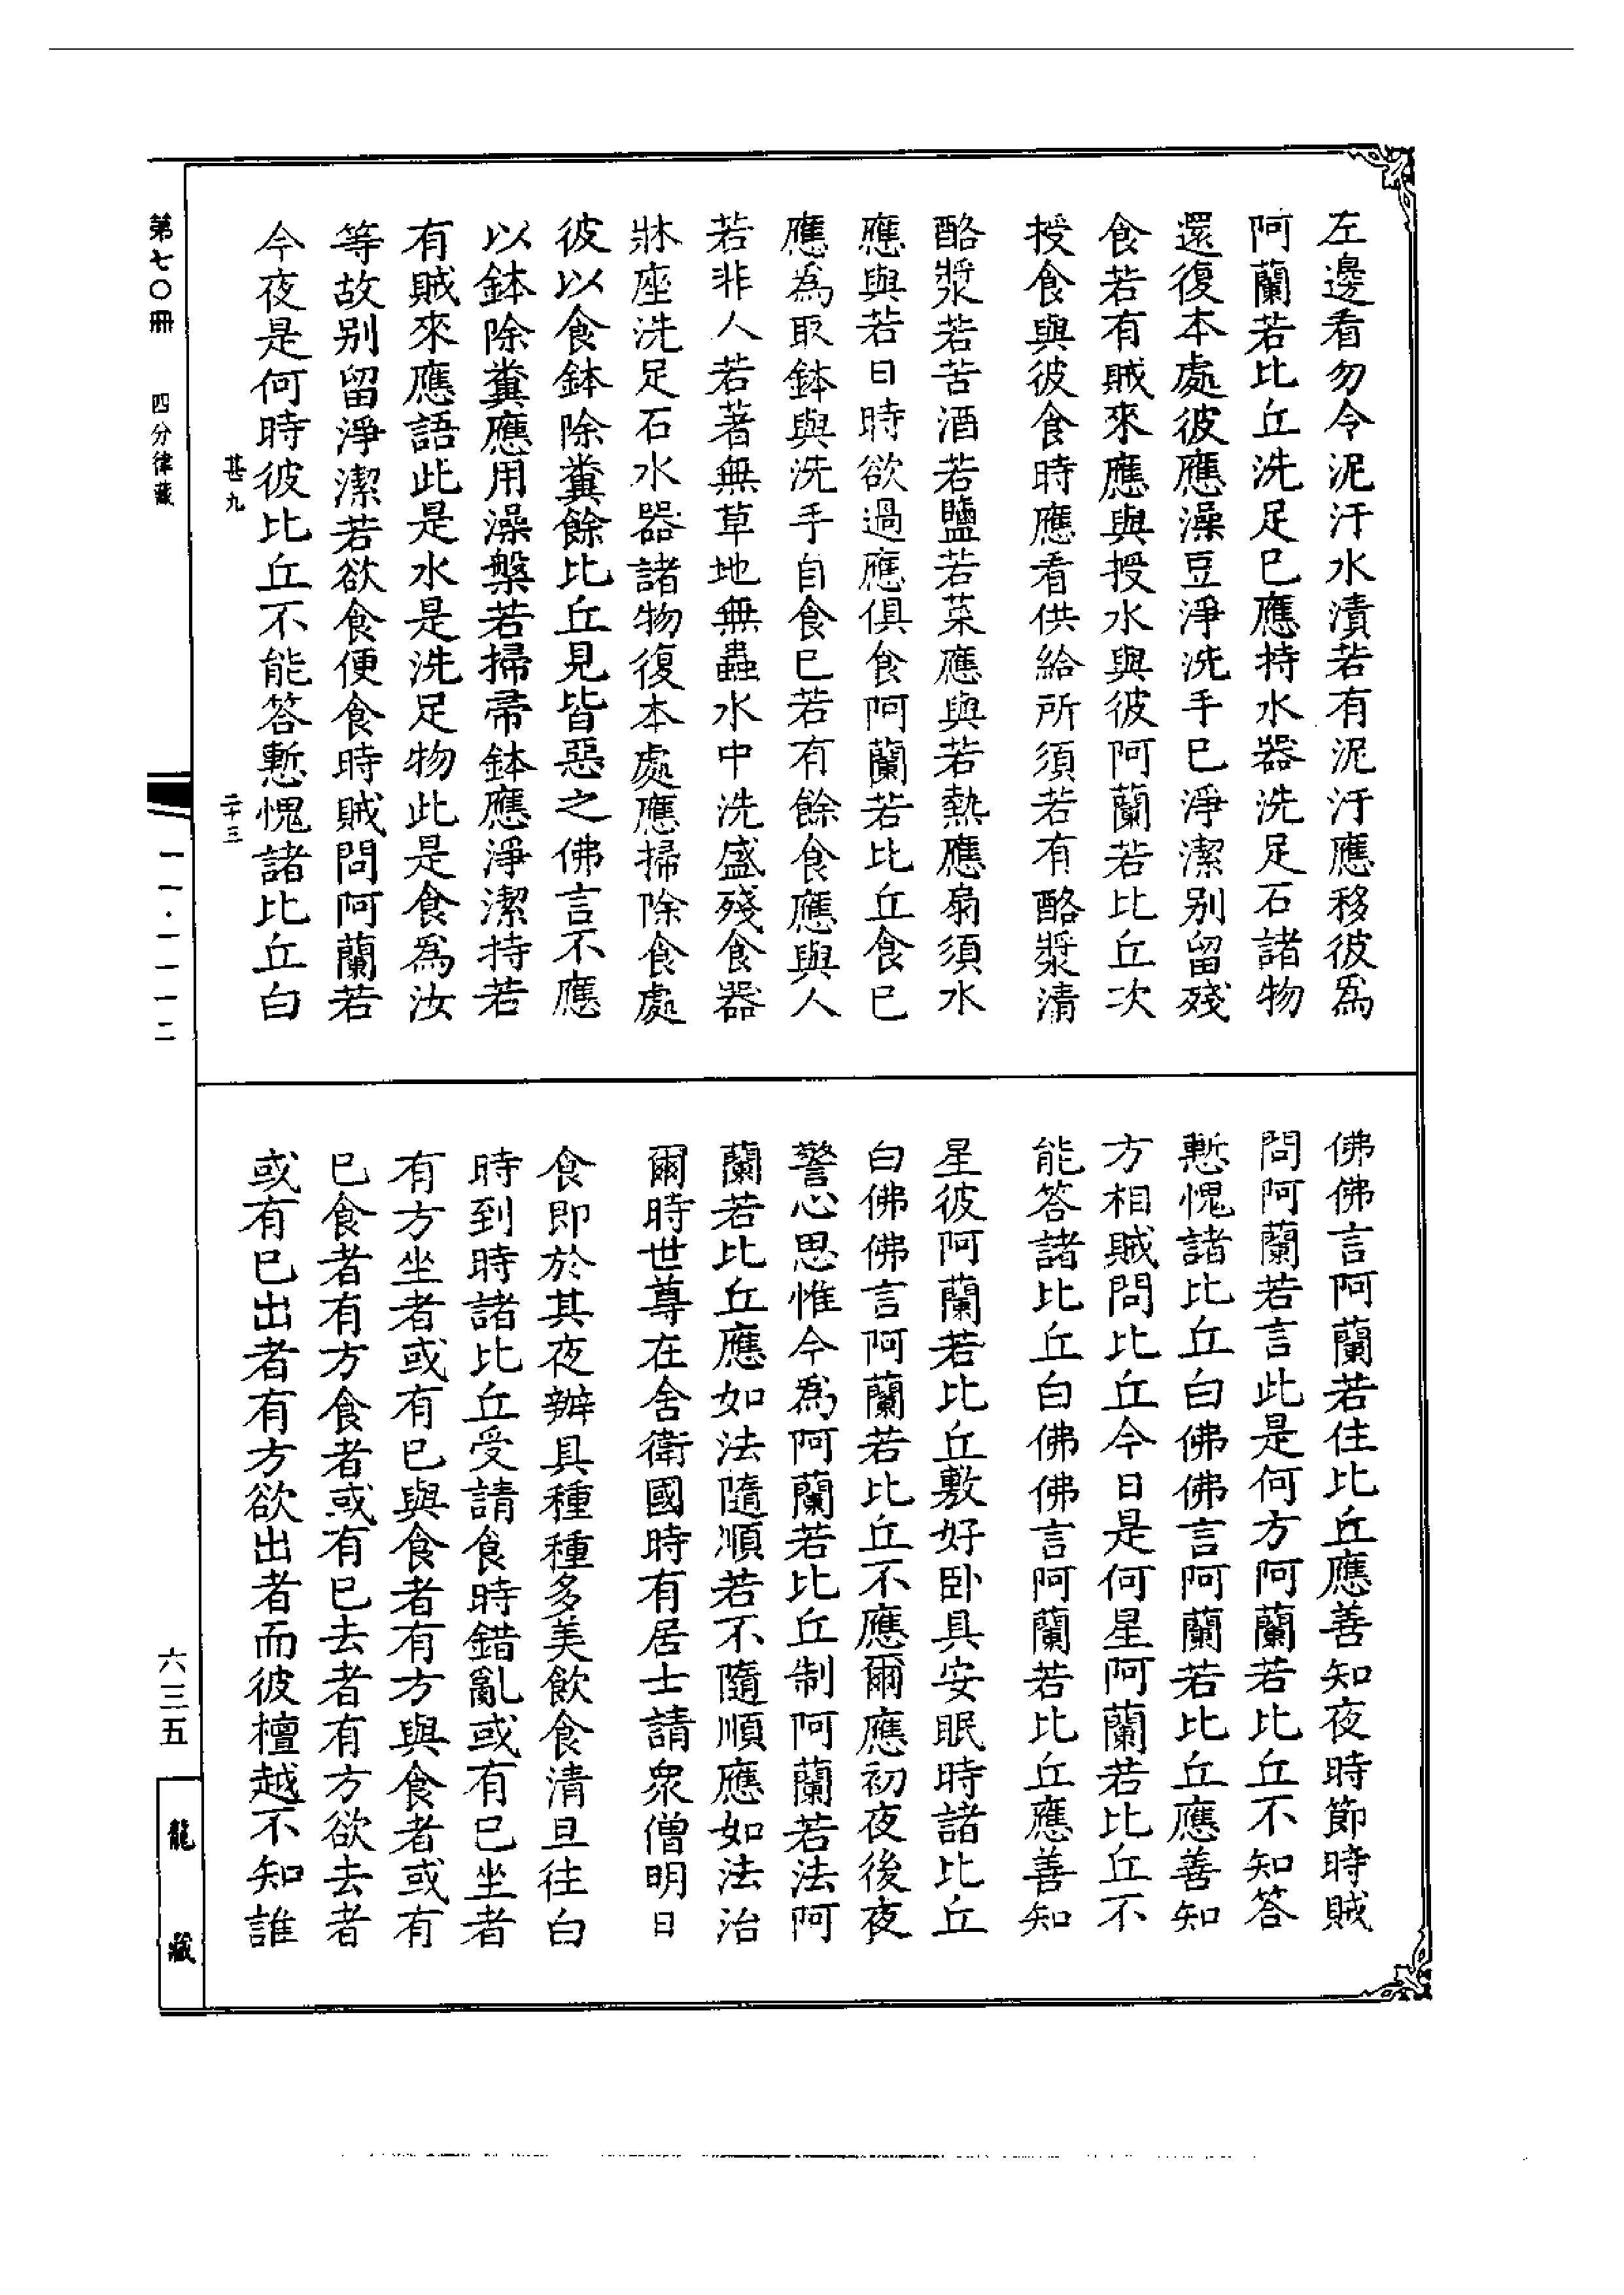 左邊看勿令泥汙水漬若有泥汙應移彼爲
阿蘭若比丘洗足已應持水器洗足石諸物
還復本處彼應澡豆淨洗手已淨潔別留殘
食若有賊來應與授水與彼阿蘭若比丘次
授食與彼食時應看供給所須若有酪漿清
酪漿若苦酒若鹽若菜應與若熱應扇須水
應與若日時欲過應俱食阿蘭若比丘食已
應爲取鉢與洗手自食已若有餘食應與人
若非人若著無草地無蟲水中洗盛殘食器
牀座洗足石水器諸物復本處應掃除食處
彼以食鉢除糞餘比丘見皆惡之佛言不應
以鉢除糞應用澡槃若掃帚鉢應淨潔持若
有賊來應語此是水是洗足物此是食爲汝
等故別留淨潔若欲食便食時賊問阿蘭若
今夜是何時彼比丘不能答慙愧諸比丘白
甚九
二十三
佛佛言阿蘭若住比丘應善知夜時節時賊
問阿蘭若言此是何方阿蘭若比丘不知答
慙愧諸比丘白佛佛言阿蘭若比丘應善知
方相賊問比丘今日是何星阿蘭若比丘不
能答諸比丘白佛佛言阿蘭若比丘應善知
星彼阿蘭若比丘敷好卧具安眠時諸比丘
白佛佛言阿蘭若比丘不應爾應初夜後夜
警心思惟今爲阿蘭若比丘制阿蘭若法阿
蘭若比丘應如法隨順若不隨順應如法治
爾時世尊在舍衛國時有居士請衆僧明日
食即於其夜辦具種種多美飲食清旦往白
時到時諸比丘受請食時錯亂或有已坐者
有方坐者或有已與食者有方與食者或有
已食者有方食者或有已去者有方欲去者
或有已出者有方欲出者而彼檀越不知誰
第七〇冊
四分律藏
一一·一一一二
六三五
龍藏